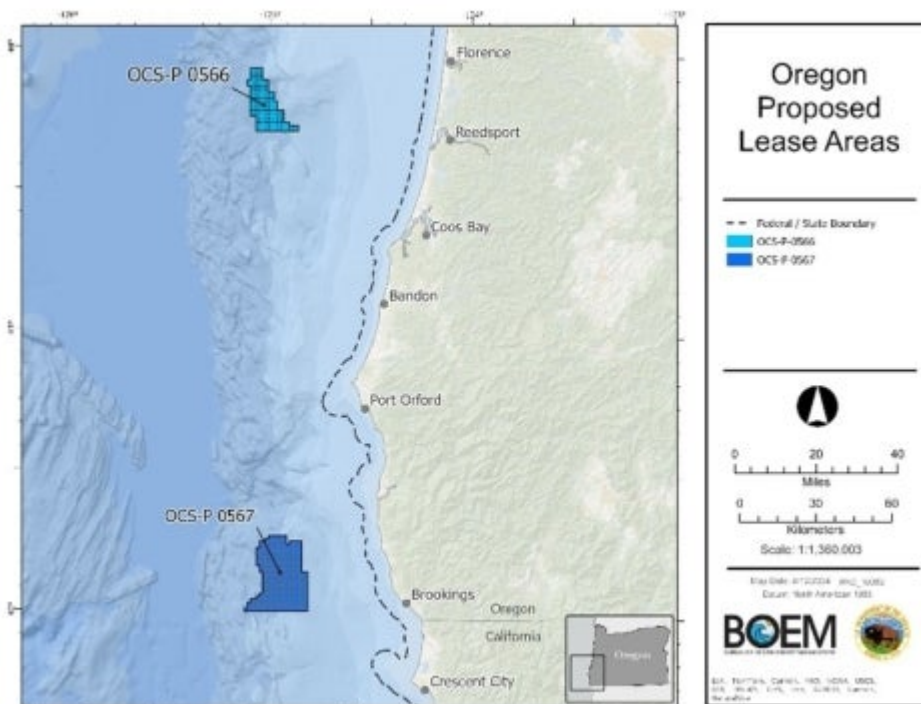 OCS-P 0566
Florence
Reedsport
Coos Bay
Bandon
Port Orford
OCS-P 0567
Brookings
Oregon
California
Crescent City
Oregon
Oregon
Proposed
Lease Areas
Federal / State Boundary
OCS-P-0566
OCS-P-0567
0 20 40
Miles
0 30 60
Kilometers
Scale: 1:1,360,003
BOEM